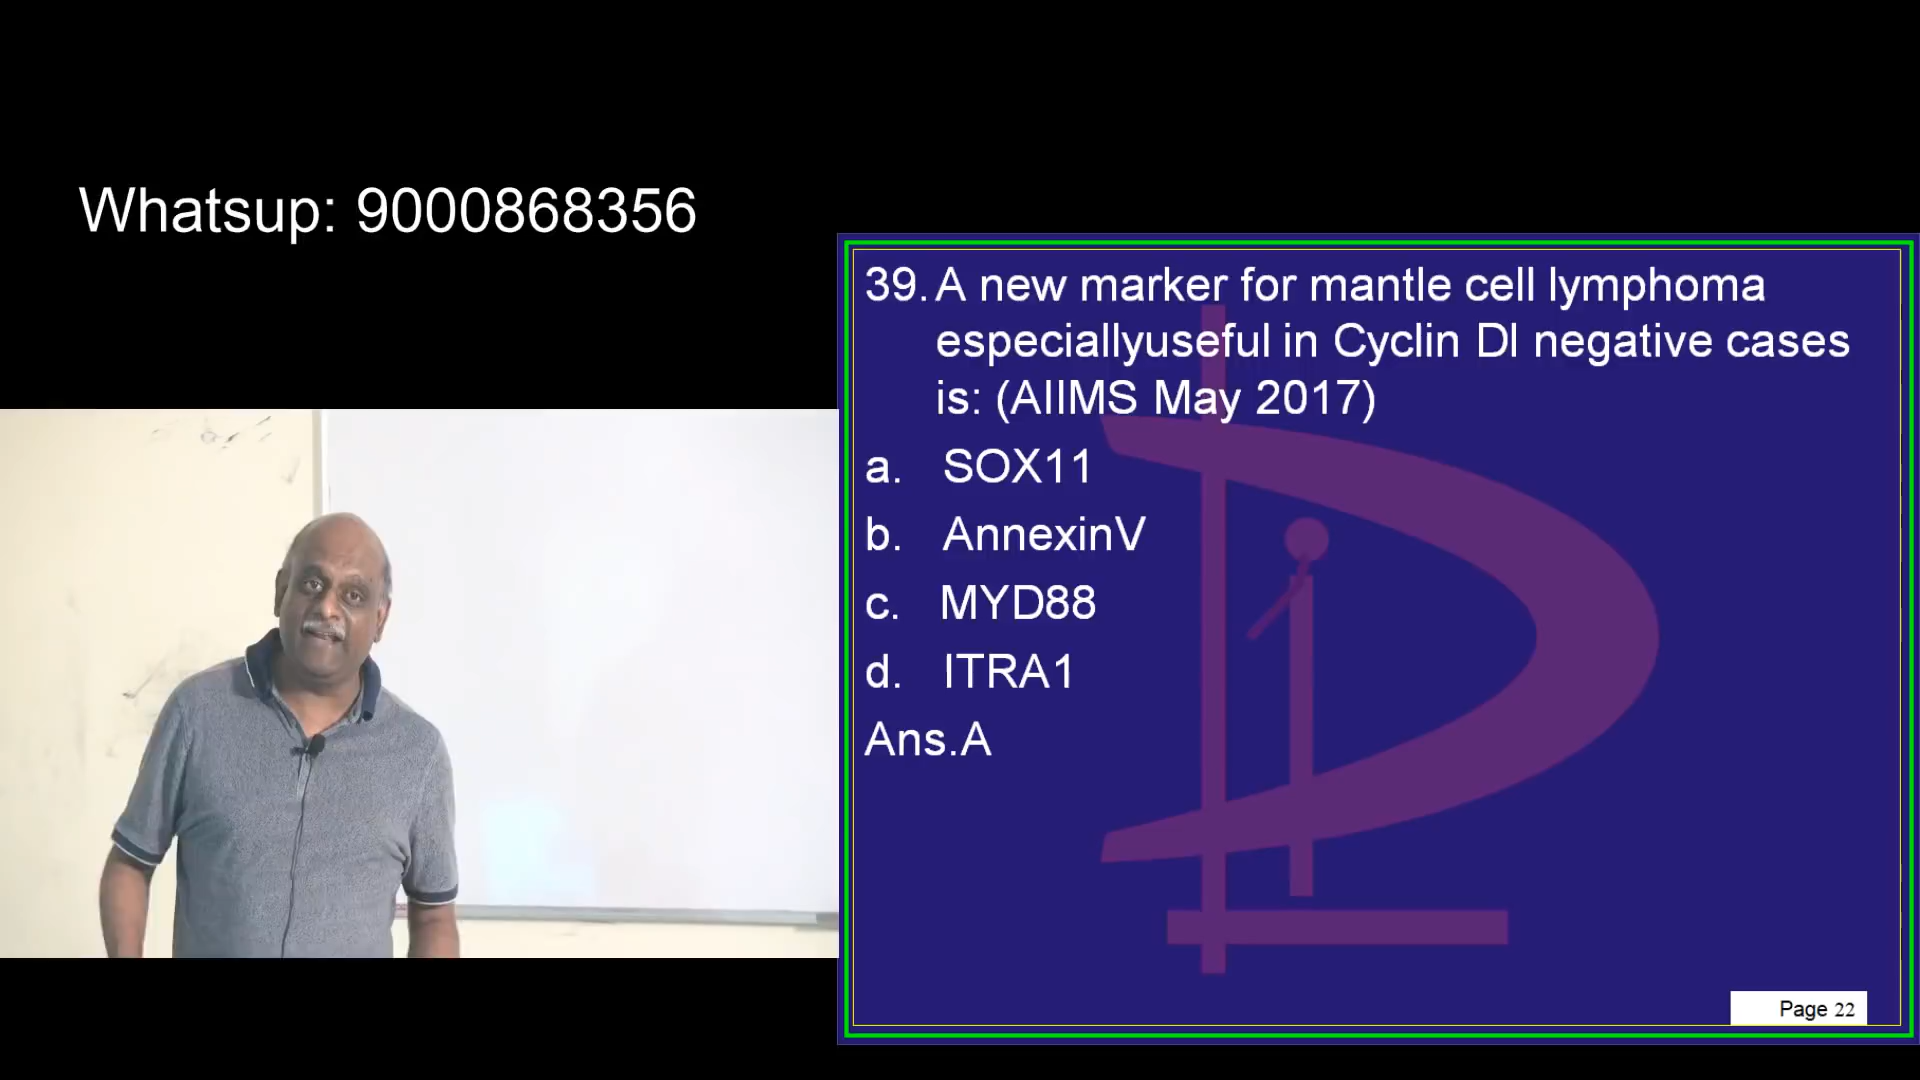 Whatsup: 9000868356
39. A new marker for mantle cell lymphoma
especiallyuseful in Cyclin Dl negative cases
is: (AIIMS May 2017)
a. SOX11
b. AnnexinV
c. MYD88
d. ITRA1
Ans.A
Page 22